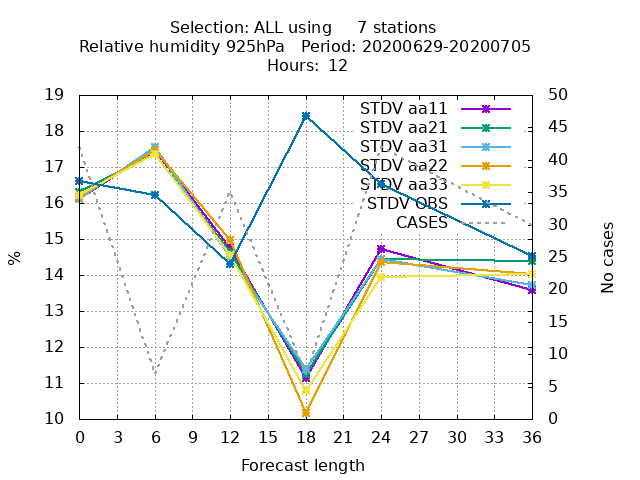 Selection: ALL using     7 stations
Relative humidity 925hPa   Period: 20200629-20200705
Hours:  12
19
18
17
16
15
14
13
12
11
10
50
45
40
35
30
25
20
15
10
5
0
STDV aa11
STDV aa21
STDV aa31
STDV aa22
STDV aa33
STDV OBS
CASES
%
No cases
0 3 6 9 12 15 18 21 24 27 30 33 36
Forecast length